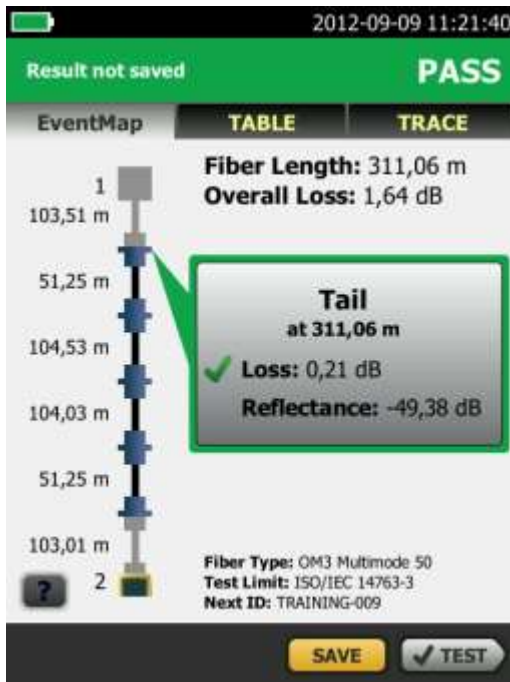 2012-09-09 11:21:40
Result not saved
PASS
EventMap
TABLE
TRACE
Fiber Length: 311,06 m
Overall Loss: 1,64 dB
1
103,51 m
51,25 m
104,53 m
104,03 m
51,25 m
103,01 m
2
Tail
at 311,06 m
Loss: 0,21 dB
Reflectance: -49,38 dB
Fiber Type: OM3 Multimode 50
Test Limit: ISO/IEC 14763-3
Next ID: TRAINING-009
?
SAVE
TEST